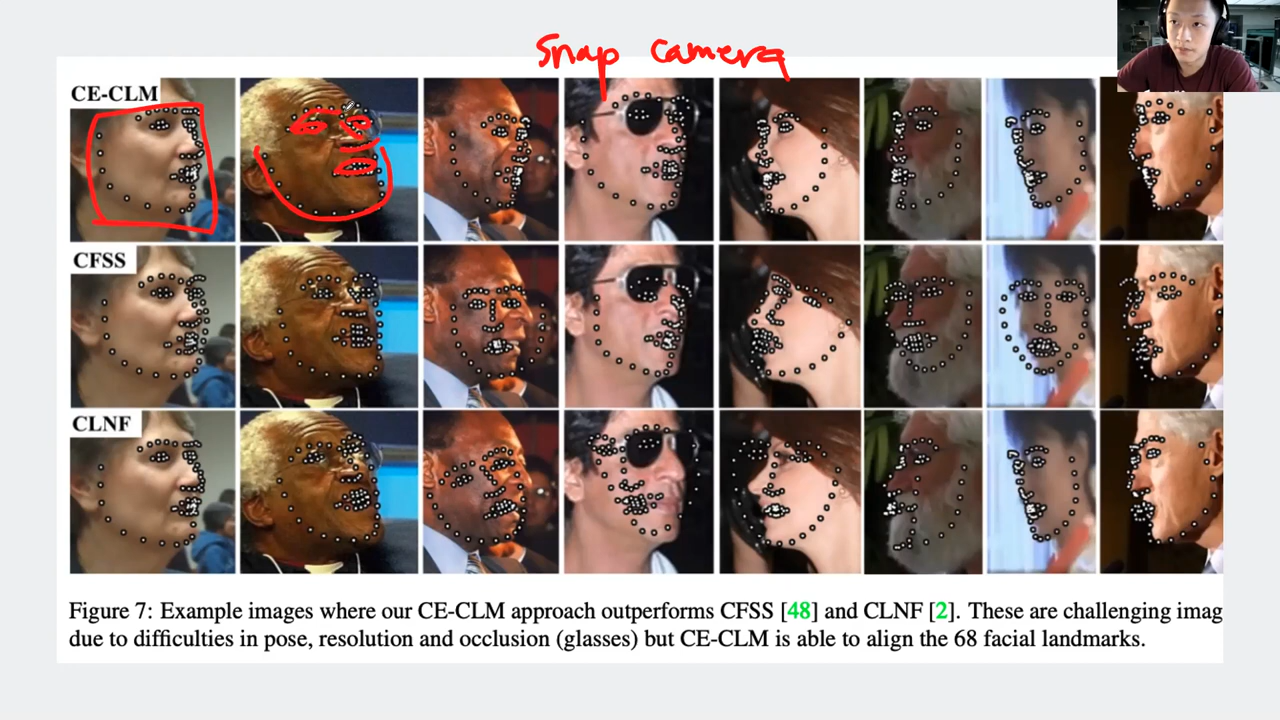 Snap Camera
CE-CLM
CFSS
CLNF
Figure 7: Example images where our CE-CLM approach outperforms CFSS [48] and CLNF [2]. These are challenging imag
due to difficulties in pose, resolution and occlusion (glasses) but CE-CLM is able to align the 68 facial landmarks.